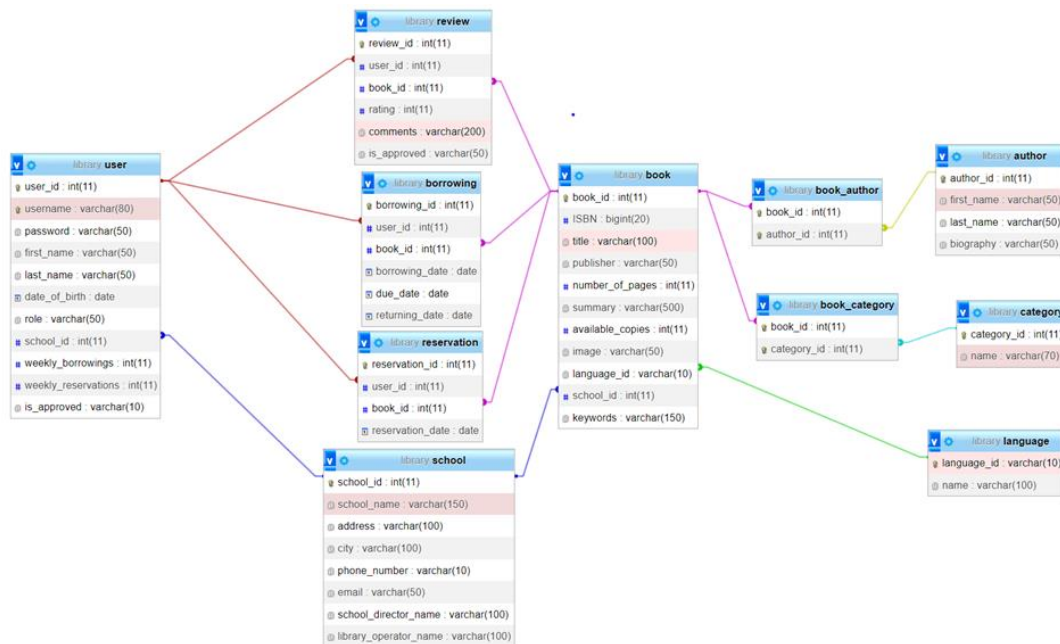 library review
review_id : int(11)
user_id : int(11)
book_id : int(11)
rating : int(11)
comments : varchar(200)
is_approved : varchar(50)
library user
user_id : int(11)
username : varchar(80)
password : varchar(50)
first_name : varchar(50)
last_name : varchar(50)
date_of_birth : date
role : varchar(50)
school_id : int(11)
weekly_borrowings : int(11)
weekly_reservations : int(11)
is_approved : varchar(10)
library borrowing
borrowing_id : int(11)
user_id : int(11)
book_id : int(11)
borrowing_date : date
due_date : date
returning_date : date
library reservation
reservation_id : int(11)
user_id : int(11)
book_id : int(11)
reservation_date : date
library school
school_id : int(11)
school_name : varchar(150)
address : varchar(100)
city : varchar(100)
phone_number : varchar(10)
email : varchar(50)
school_director_name : varchar(100)
library_operator_name : varchar(100)
library book
book_id : int(11)
ISBN : bigint(20)
title : varchar(100)
publisher : varchar(50)
number_of_pages : int(11)
summary : varchar(500)
available_copies : int(11)
image : varchar(50)
language_id : varchar(10)
school_id : int(11)
keywords : varchar(150)
library book_author
book_id : int(11)
author_id : int(11)
library author
author_id : int(11)
first_name : varchar(50)
last_name : varchar(50)
biography : varchar(50)
library book_category
book_id : int(11)
category_id : int(11)
library category
category_id : int(11)
name : varchar(70)
library language
language_id : varchar(10)
name : varchar(100)